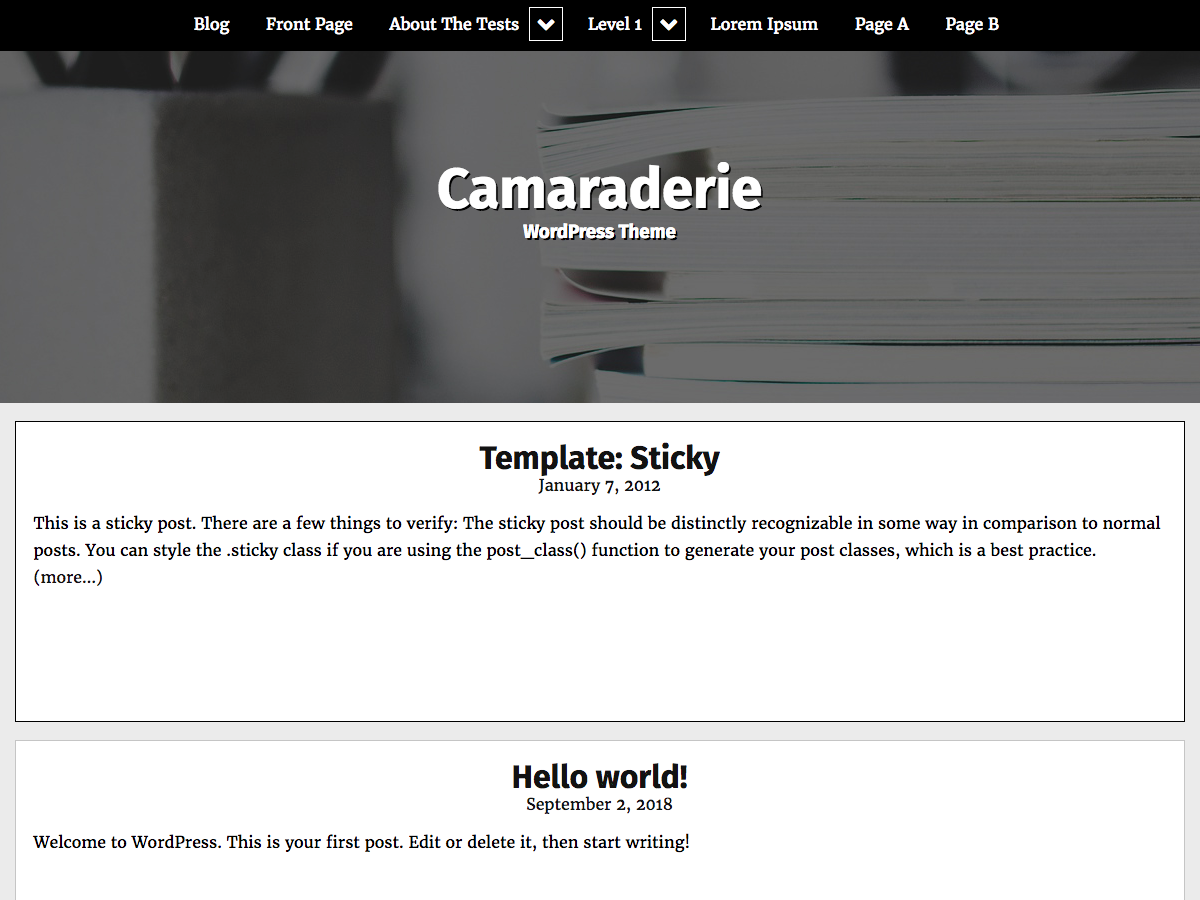 Blog Front Page About The Tests Level 1 Lorem Ipsum Page A Page B
Camaraderie
WordPress Theme
Template: Sticky
January 7, 2012
This is a sticky post. There are a few things to verify: The sticky post should be distinctly recognizable in some way in comparison to normal
posts. You can style the .sticky class if you are using the post_class() function to generate your post classes, which is a best practice.
(more…)
Hello world!
September 2, 2018
Welcome to WordPress. This is your first post. Edit or delete it, then start writing!